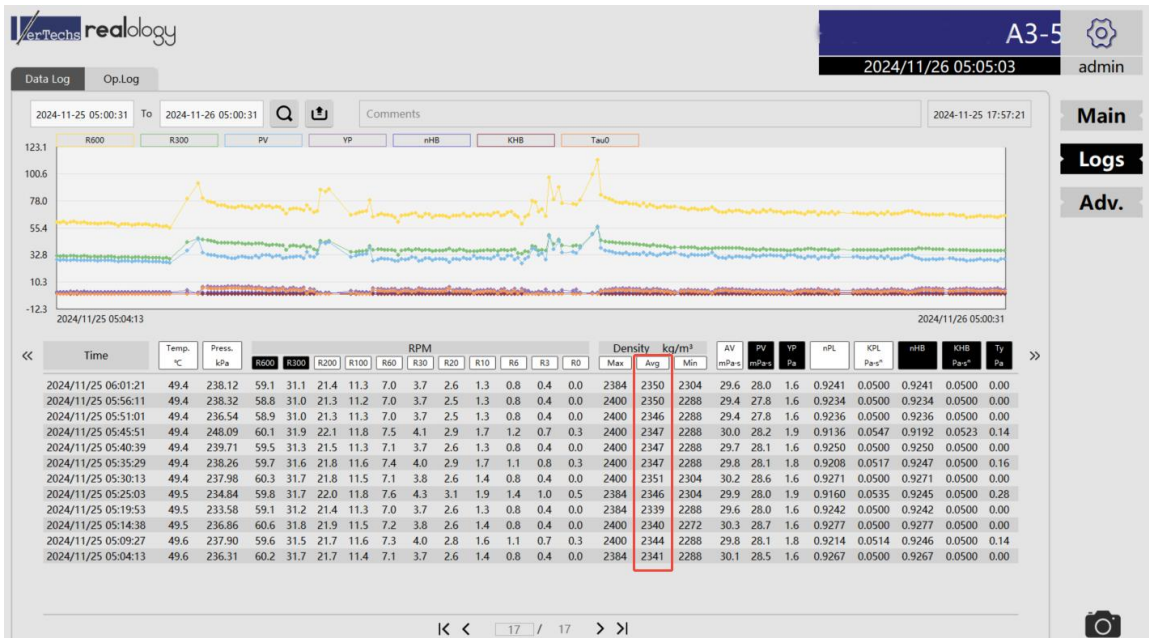 VerTechs realology
A3-5
2024/11/26 05:05:03
admin
Data Log Op.Log
2024-11-25 05:00:31 To 2024-11-26 05:00:31 Comments 2024-11-25 17:57:21
Main
Logs
Adv.
R600 R300 PV YP nHB KHB Tau0
123.1
100.6
78.0
55.4
32.8
10.3
-12.3
2024/11/25 05:04:13 2024/11/26 05:00:31
« Time Temp. Press. RPM Density kg/m³ AV PV YP nPL KPL nHB KHB Ty »
℃ kPa R600 R300 R200 R100 R60 R30 R20 R10 R6 R3 R0 Max Avg Min mPa·s mPa·s Pa Pa·sⁿ Pa·sⁿ Pa
2024/11/25 06:01:21 49.4 238.12 59.1 31.1 21.4 11.3 7.0 3.7 2.6 1.3 0.8 0.4 0.0 2384 2350 2304 29.6 28.0 1.6 0.9241 0.0500 0.9241 0.0500 0.00
2024/11/25 05:56:11 49.4 238.32 58.8 31.0 21.3 11.2 7.0 3.7 2.5 1.3 0.8 0.4 0.0 2400 2350 2288 29.4 27.8 1.6 0.9234 0.0500 0.9234 0.0500 0.00
2024/11/25 05:51:01 49.4 236.54 58.9 31.0 21.3 11.3 7.0 3.7 2.5 1.3 0.8 0.4 0.0 2400 2346 2288 29.4 27.8 1.6 0.9236 0.0500 0.9236 0.0500 0.00
2024/11/25 05:45:51 49.4 248.09 60.1 31.9 22.1 11.8 7.5 4.1 2.9 1.7 1.2 0.7 0.3 2400 2347 2288 30.0 28.2 1.9 0.9136 0.0547 0.9192 0.0523 0.14
2024/11/25 05:40:39 49.4 239.71 59.5 31.3 21.5 11.3 7.1 3.7 2.6 1.3 0.8 0.4 0.0 2400 2347 2288 29.7 28.1 1.6 0.9250 0.0500 0.9250 0.0500 0.00
2024/11/25 05:35:29 49.4 238.26 59.7 31.6 21.8 11.6 7.4 4.0 2.9 1.7 1.1 0.8 0.3 2400 2347 2288 29.8 28.1 1.8 0.9208 0.0517 0.9247 0.0500 0.16
2024/11/25 05:30:13 49.4 237.98 60.3 31.7 21.8 11.5 7.1 3.8 2.6 1.4 0.8 0.4 0.0 2400 2351 2304 30.2 28.6 1.6 0.9271 0.0500 0.9271 0.0500 0.00
2024/11/25 05:25:03 49.5 234.84 59.8 31.7 22.0 11.8 7.6 4.3 3.1 1.9 1.4 1.0 0.5 2384 2346 2304 29.9 28.0 1.9 0.9160 0.0535 0.9245 0.0500 0.28
2024/11/25 05:19:53 49.5 233.58 59.1 31.2 21.4 11.3 7.0 3.7 2.6 1.3 0.8 0.4 0.0 2384 2339 2288 29.6 28.0 1.6 0.9242 0.0500 0.9242 0.0500 0.00
2024/11/25 05:14:38 49.5 236.86 60.6 31.8 21.9 11.5 7.2 3.8 2.6 1.4 0.8 0.4 0.0 2400 2340 2272 30.3 28.7 1.6 0.9277 0.0500 0.9277 0.0500 0.00
2024/11/25 05:09:27 49.6 237.90 59.6 31.5 21.7 11.6 7.3 4.0 2.8 1.6 1.1 0.7 0.3 2400 2344 2288 29.8 28.1 1.8 0.9214 0.0514 0.9246 0.0500 0.14
2024/11/25 05:04:13 49.6 236.31 60.2 31.7 21.7 11.4 7.1 3.7 2.6 1.4 0.8 0.4 0.0 2384 2341 2288 30.1 28.5 1.6 0.9267 0.0500 0.9267 0.0500 0.00
17 / 17